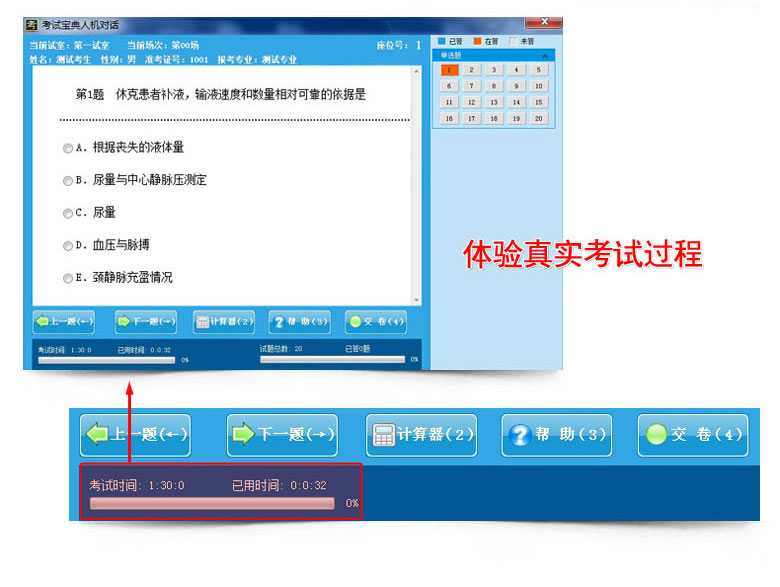 考试宝典人机对话
当前试室：第一试室 当前场次：第00场 座位号： 1
姓名：测试考生 性别：男 准考证号：1001 报考专业：测试专业
已答 在答 未答
单选题
1 2 3 4 5
6 7 8 9 10
11 12 13 14 15
16 17 18 19 20
第1题 休克患者补液，输液速度和数量相对可靠的依据是
A. 根据丧失的液体量
B. 尿量与中心静脉压测定
C. 尿量
D. 血压与脉搏
E. 颈静脉充盈情况
体验真实考试过程
上一题(←) 下一题(→) 计算器(2) 帮 助(3) 交 卷(4)
考试时间: 1:30:0 已用时间: 0:0:32 试题总数: 20 已答0题
0% 0%
上一题(←) 下一题(→) 计算器(2) 帮 助(3) 交 卷(4)
考试时间: 1:30:0 已用时间: 0:0:32
0%